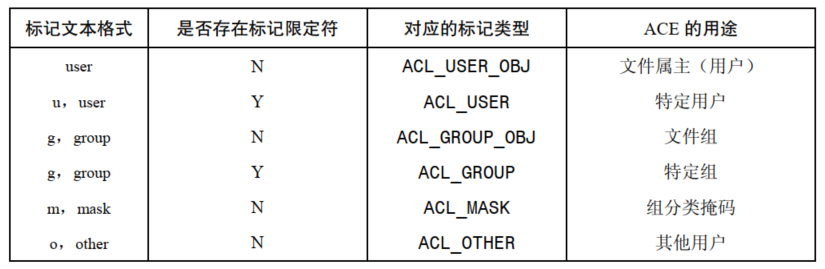 标记文本格式 是否存在标记限定符 对应的标记类型 ACE 的用途
user N ACL_USER_OBJ 文件属主（用户）
u，user Y ACL_USER 特定用户
g，group N ACL_GROUP_OBJ 文件组
g，group Y ACL_GROUP 特定组
m，mask N ACL_MASK 组分类掩码
o，other N ACL_OTHER 其他用户